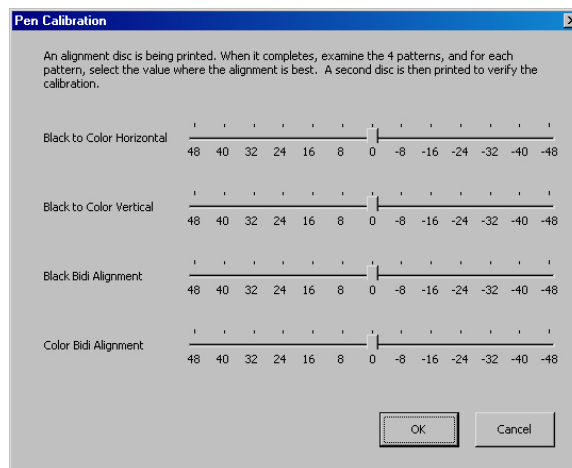 Pen Calibration
An alignment disc is being printed. When it completes, examine the 4 patterns, and for each
pattern, select the value where the alignment is best. A second disc is then printed to verify the
calibration.
Black to Color Horizontal
48 40 32 24 16 8 0 -8 -16 -24 -32 -40 -48
Black to Color Vertical
48 40 32 24 16 8 0 -8 -16 -24 -32 -40 -48
Black Bidi Alignment
48 40 32 24 16 8 0 -8 -16 -24 -32 -40 -48
Color Bidi Alignment
48 40 32 24 16 8 0 -8 -16 -24 -32 -40 -48
OK Cancel